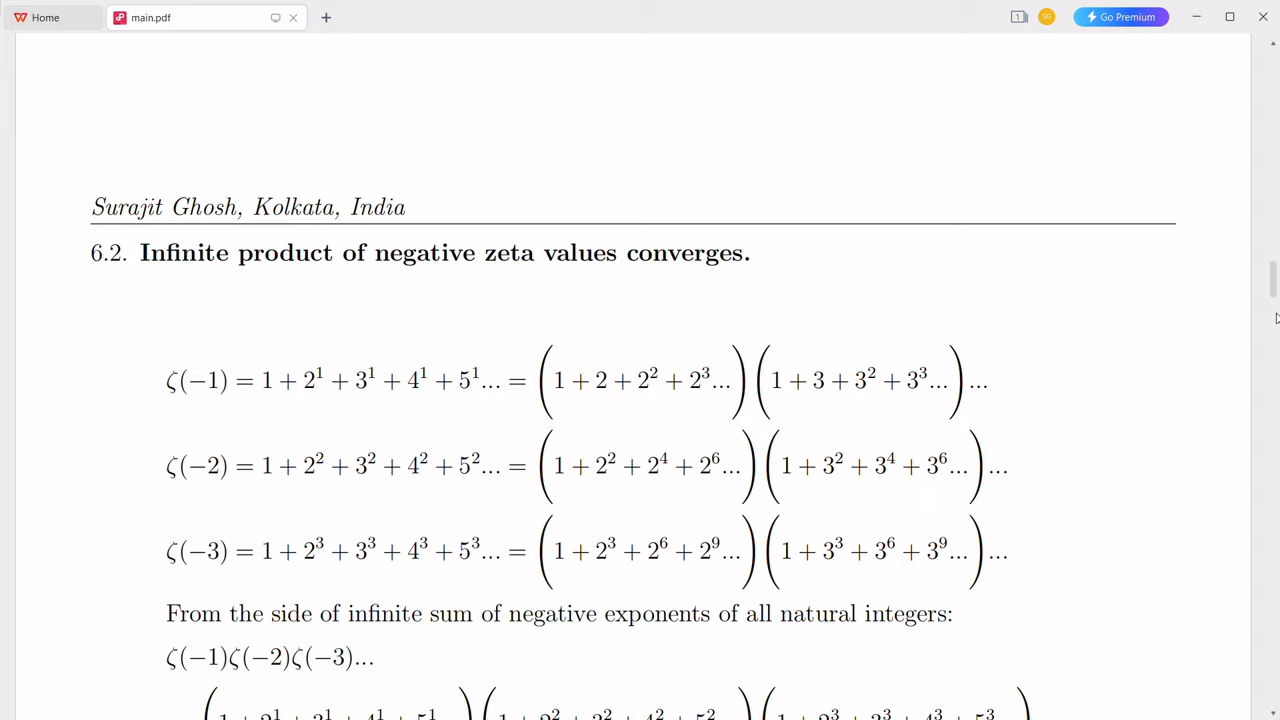 Home
main.pdf
1
SG
Go Premium
Surajit Ghosh, Kolkata, India
6.2. Infinite product of negative zeta values converges.
ζ(−1) = 1 + 2¹ + 3¹ + 4¹ + 5¹... = (1 + 2 + 2² + 2³...)(1 + 3 + 3² + 3³...)...
ζ(−2) = 1 + 2² + 3² + 4² + 5²... = (1 + 2² + 2⁴ + 2⁶...)(1 + 3² + 3⁴ + 3⁶...)...
ζ(−3) = 1 + 2³ + 3³ + 4³ + 5³... = (1 + 2³ + 2⁶ + 2⁹...)(1 + 3³ + 3⁶ + 3⁹...)...
From the side of infinite sum of negative exponents of all natural integers:
ζ(−1)ζ(−2)ζ(−3)...